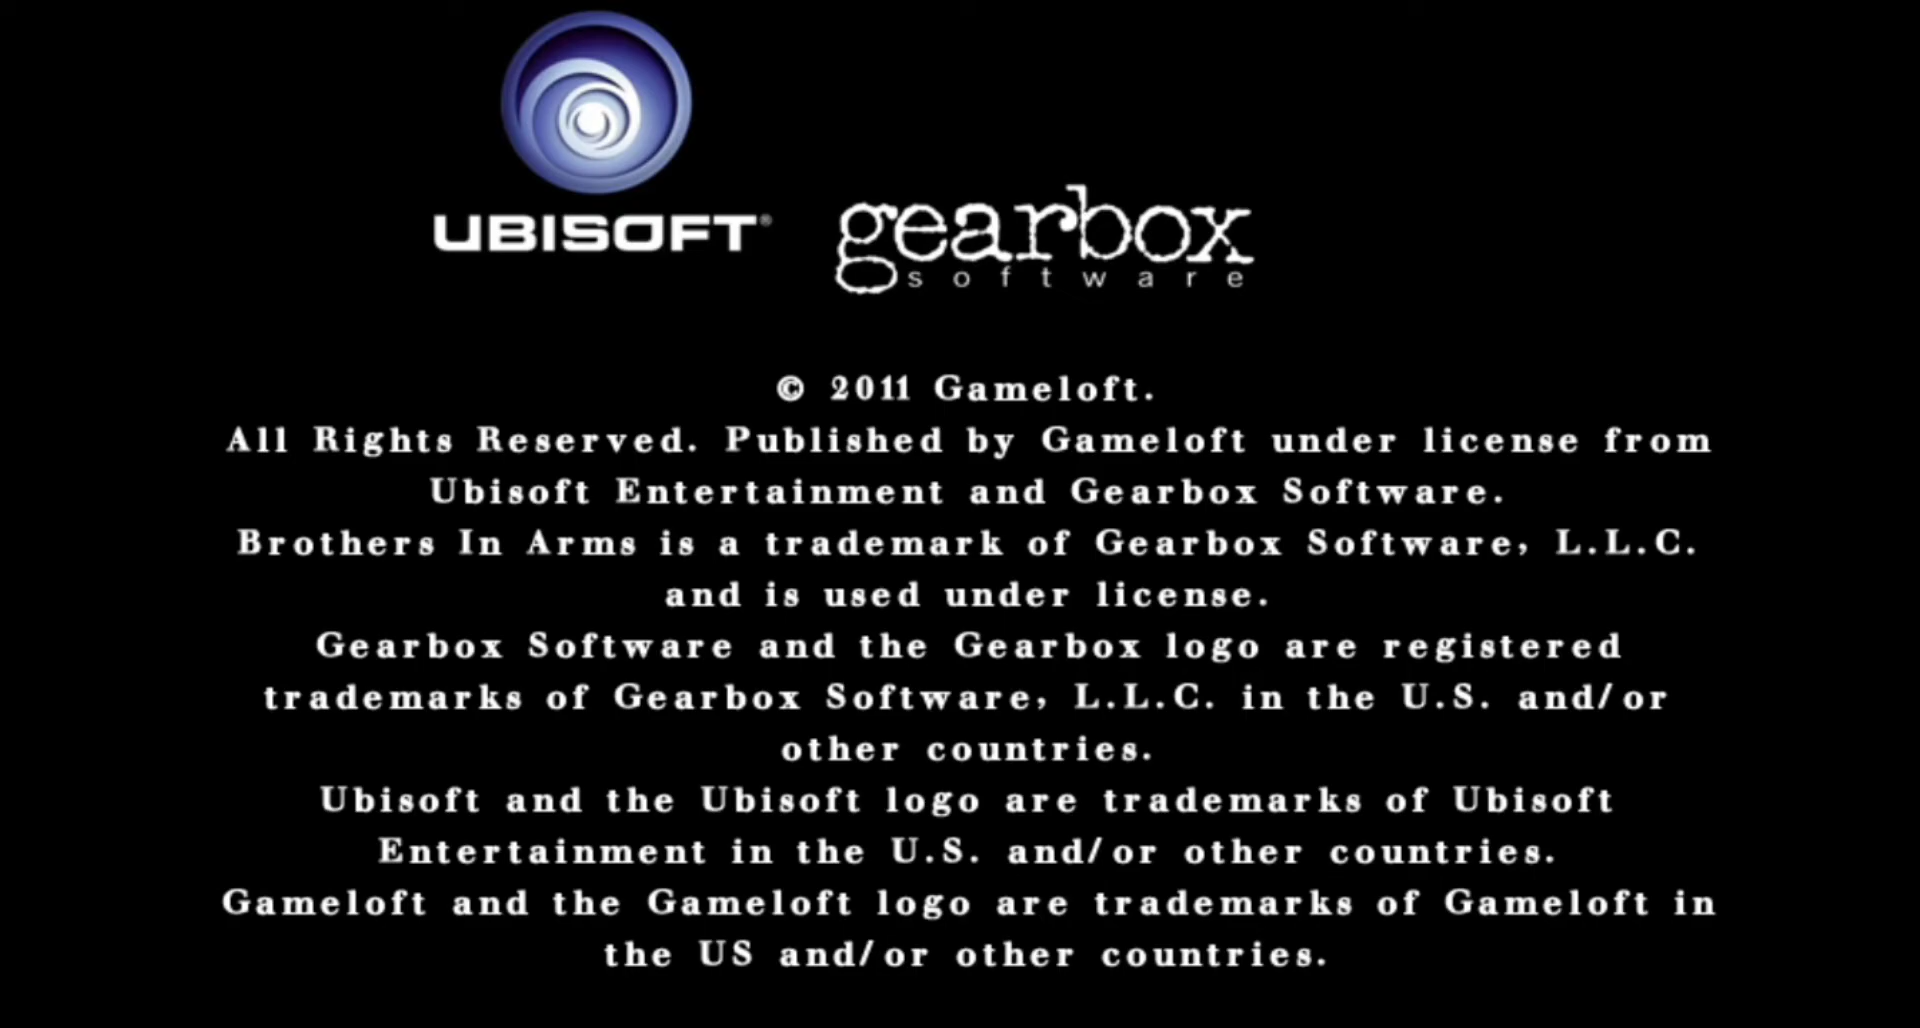 UBISOFT®
gearbox
software
© 2011 Gameloft.
All Rights Reserved. Published by Gameloft under license from
Ubisoft Entertainment and Gearbox Software.
Brothers In Arms is a trademark of Gearbox Software, L.L.C.
and is used under license.
Gearbox Software and the Gearbox logo are registered
trademarks of Gearbox Software, L.L.C. in the U.S. and/or
other countries.
Ubisoft and the Ubisoft logo are trademarks of Ubisoft
Entertainment in the U.S. and/or other countries.
Gameloft and the Gameloft logo are trademarks of Gameloft in
the US and/or other countries.